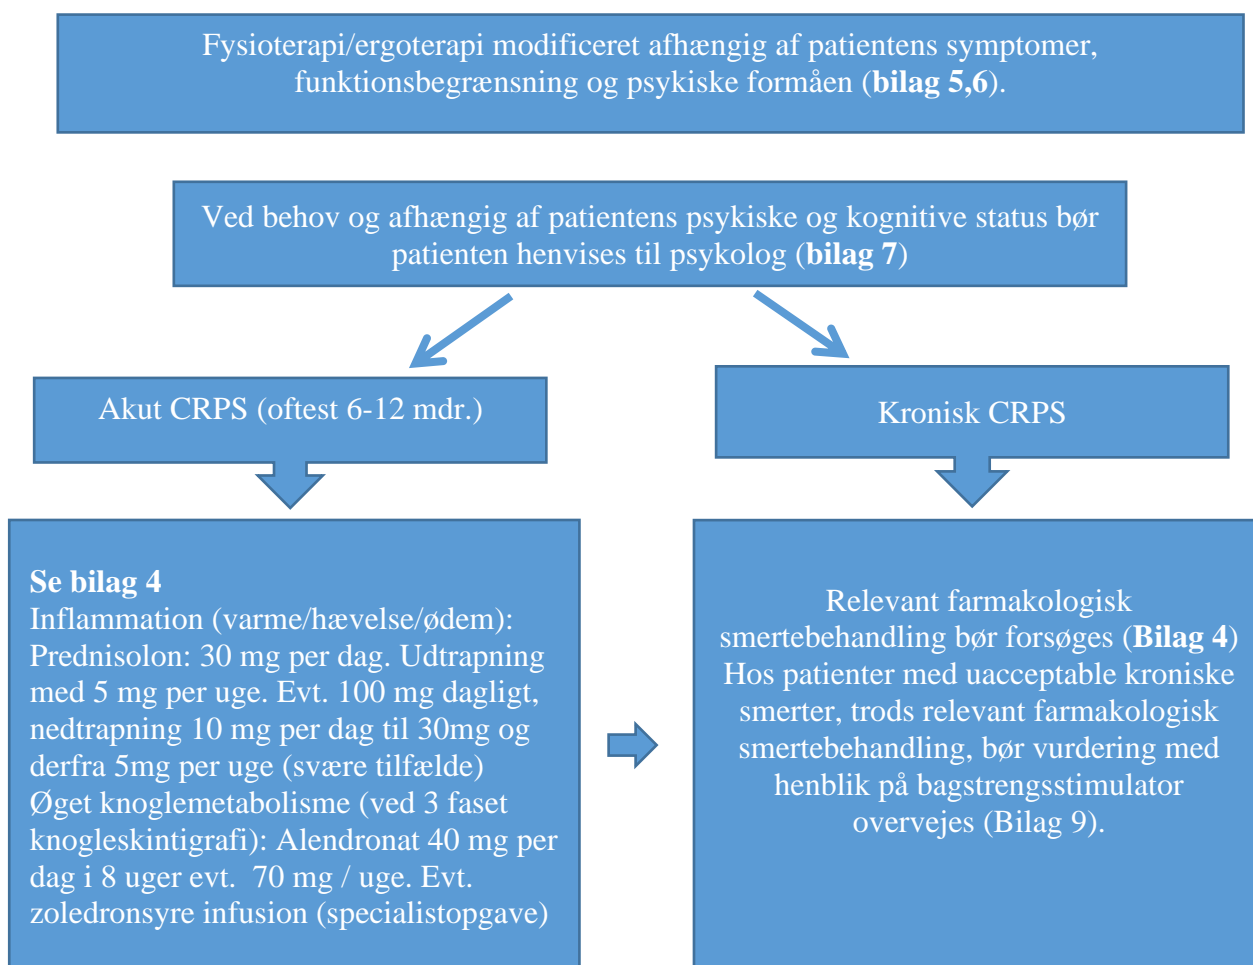 Fysioterapi/ergoterapi modificeret afhængig af patientens symptomer,
funktionsbegrænsning og psykiske formåen (bilag 5,6).
Ved behov og afhængig af patientens psykiske og kognitive status bør
patienten henvises til psykolog (bilag 7)
Akut CRPS (oftest 6-12 mdr.)
Kronisk CRPS
Se bilag 4
Inflammation (varme/hævelse/ødem):
Prednisolon: 30 mg per dag. Udtrapning
med 5 mg per uge. Evt. 100 mg dagligt,
nedtrapning 10 mg per dag til 30mg og
derfra 5mg per uge (svære tilfælde)
Øget knoglemetabolisme (ved 3 faset
knogleskintigrafi): Alendronat 40 mg per
dag i 8 uger evt.  70 mg / uge. Evt.
zoledronsyre infusion (specialistopgave)
Relevant farmakologisk
smertebehandling bør forsøges (Bilag 4)
Hos patienter med uacceptable kroniske
smerter, trods relevant farmakologisk
smertebehandling, bør vurdering med
henblik på bagstrengsstimulator
overvejes (Bilag 9).